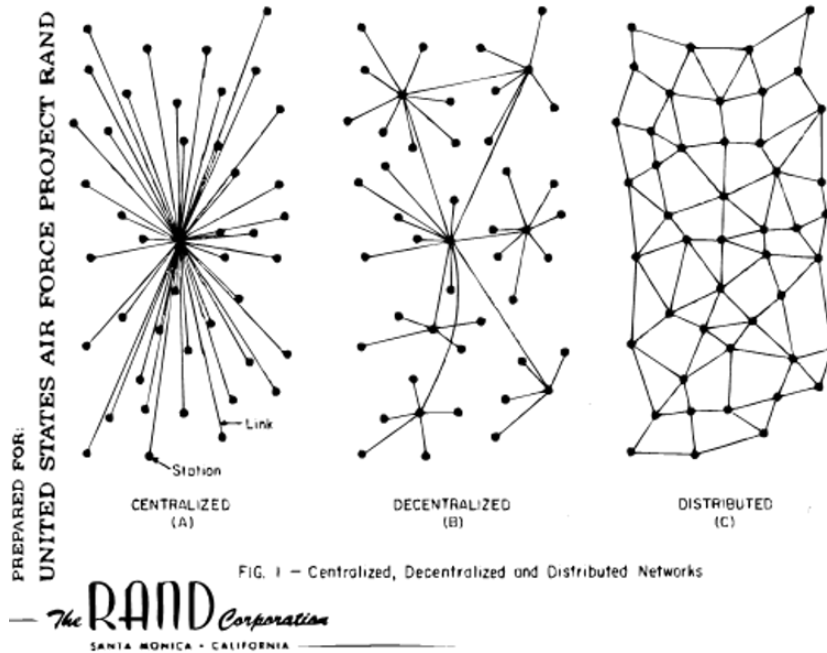 PREPARED FOR:
UNITED STATES AIR FORCE PROJECT RAND
Link
Station
CENTRALIZED
(A)
DECENTRALIZED
(B)
DISTRIBUTED
(C)
FIG. 1 – Centralized, Decentralized and Distributed Networks
The RAND Corporation
SANTA MONICA • CALIFORNIA